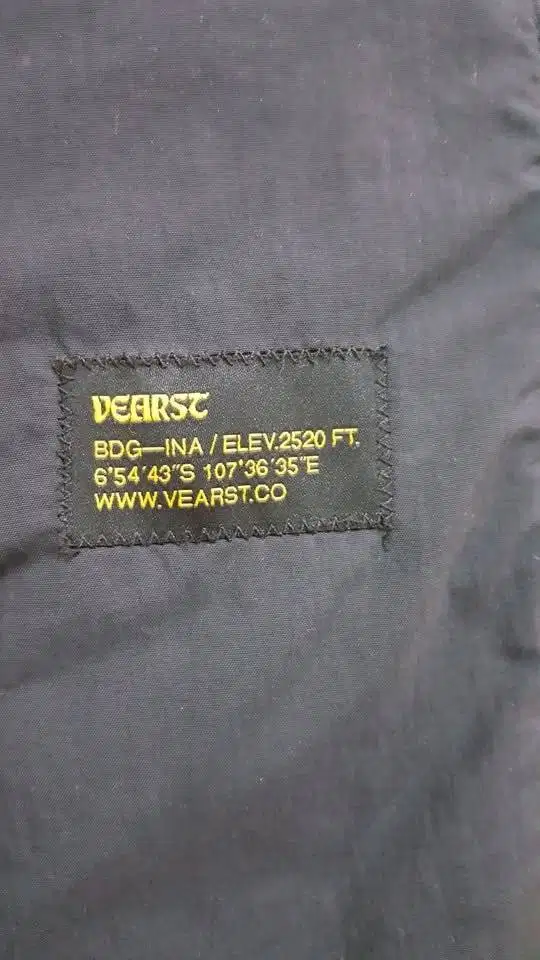 VEARST
BDG—INA / ELEV.2520 FT.
6°54'43"S 107°36'35"E
WWW.VEARST.CO